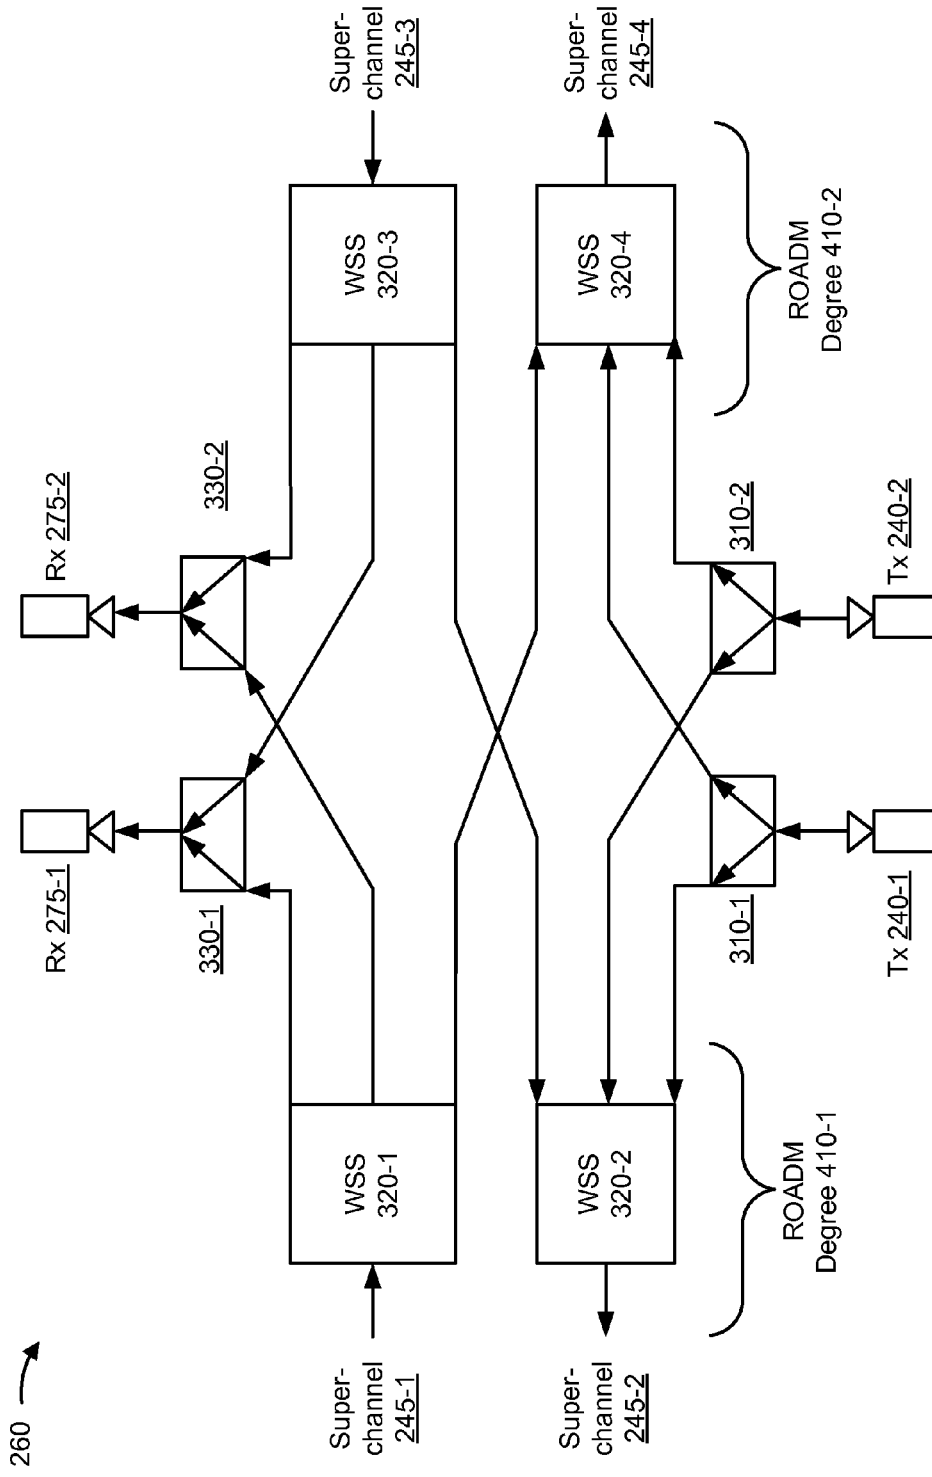 260
Rx 275-1
Rx 275-2
330-1
330-2
Super-
channel
245-1
WSS
320-1
WSS
320-3
Super-
channel
245-3
Super-
channel
245-2
WSS
320-2
WSS
320-4
Super-
channel
245-4
310-1
310-2
ROADM
Degree 410-1
ROADM
Degree 410-2
Tx 240-1
Tx 240-2